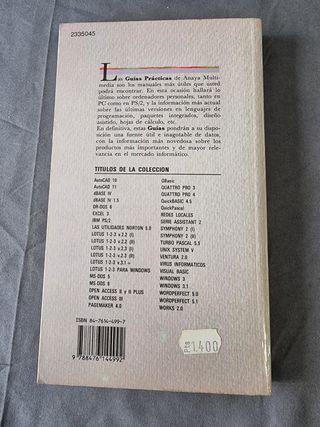 2335045
Las Guías Prácticas de Anaya Multi-
media son los manuales más útiles que usted
podrá encontrar. En esta ocasión hallará lo
último sobre ordenadores personales, tanto en
PC como en PS/2, y la información más actual
sobre las últimas versiones en lenguajes de
programación, paquetes integrados, diseño
asistido, hojas de cálculo, etc.
En definitiva, estas Guías pondrán a su disposi-
ción una fuente útil e inagotable de datos,
con la información más novedosa sobre los
productos más importantes y de mayor rele-
vancia en el mercado informático.
TITULOS DE LA COLECCION
AutoCAD 10
AutoCAD 11
dBASE IV
dBASE IV 1.5
DR-DOS 6
EXCEL 3
IBM PS/2
LAS UTILIDADES NORTON 5.0
LOTUS 1-2-3 v.2.2 (I)
LOTUS 1-2-3 v.2.2 (II)
LOTUS 1-2-3 v.2.3 (I)
LOTUS 1-2-3 v.2.3 (II)
LOTUS 1-2-3 v.3.1+
LOTUS 1-2-3 PARA WINDOWS
MS-DOS 5
MS-DOS 6
OPEN ACCESS II y II PLUS
OPEN ACCESS III
PAGEMAKER 4.0
QBasic
QUATTRO PRO 3
QUATTRO PRO 4
QuickBASIC 4.5
QuickPascal
REDES LOCALES
SERIE ASSISTANT 2
SYMPHONY 2 (I)
SYMPHONY 2 (II)
TURBO PASCAL 5.5
UNIX SYSTEM V
VENTURA 2.0
VIRUS INFORMATICOS
VISUAL BASIC
WINDOWS 3
WINDOWS 3.1
WORDPERFECT 5.0
WORDPERFECT 5.1
WORKS 2.0
ISBN 84-7614-499-7
9 788476 144992
PTS 1.400